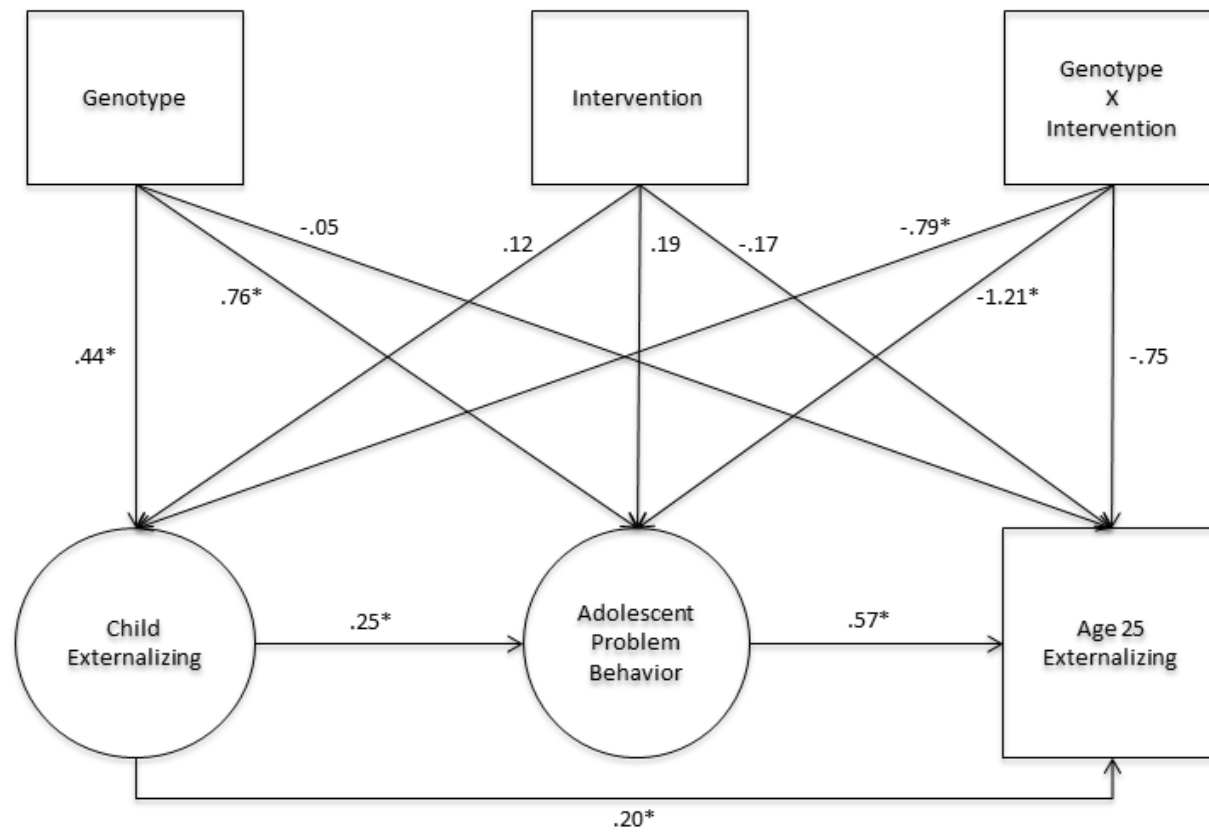 Genotype
Intervention
Genotype
X
Intervention
-.05
.12
-.79*
.19
-.17
.76*
-1.21*
.44*
-.75
Child
Externalizing
.25*
Adolescent
Problem
Behavior
.57*
Age 25
Externalizing
.20*